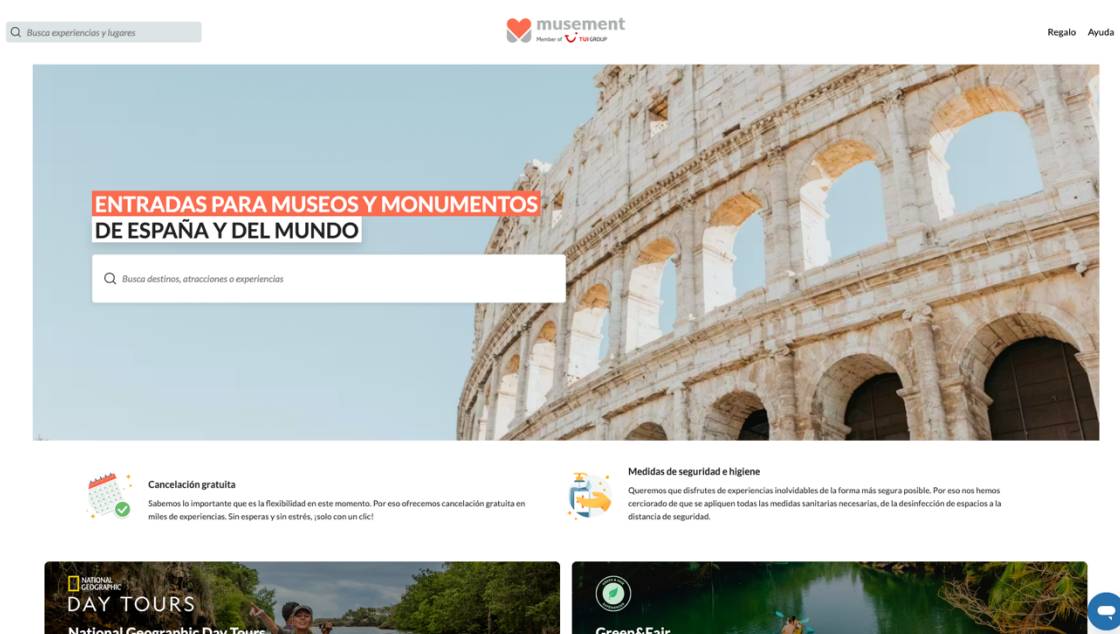 Busca experiencias y lugares
musement
Member of TUI GROUP
Regalo Ayuda
ENTRADAS PARA MUSEOS Y MONUMENTOS
DE ESPAÑA Y DEL MUNDO
Busca destinos, atracciones o experiencias
Cancelación gratuita
Sabemos lo importante que es la flexibilidad en este momento. Por eso ofrecemos cancelación gratuita en
miles de experiencias. Sin esperas y sin estrés, ¡solo con un clic!
Medidas de seguridad e higiene
Queremos que disfrutes de experiencias inolvidables de la forma más segura posible. Por eso nos hemos
cerciorado de que se apliquen todas las medidas sanitarias necesarias, de la desinfección de espacios a la
distancia de seguridad.
NATIONAL
GEOGRAPHIC
DAY TOURS
National Geographic Day Tours
Green&Fair